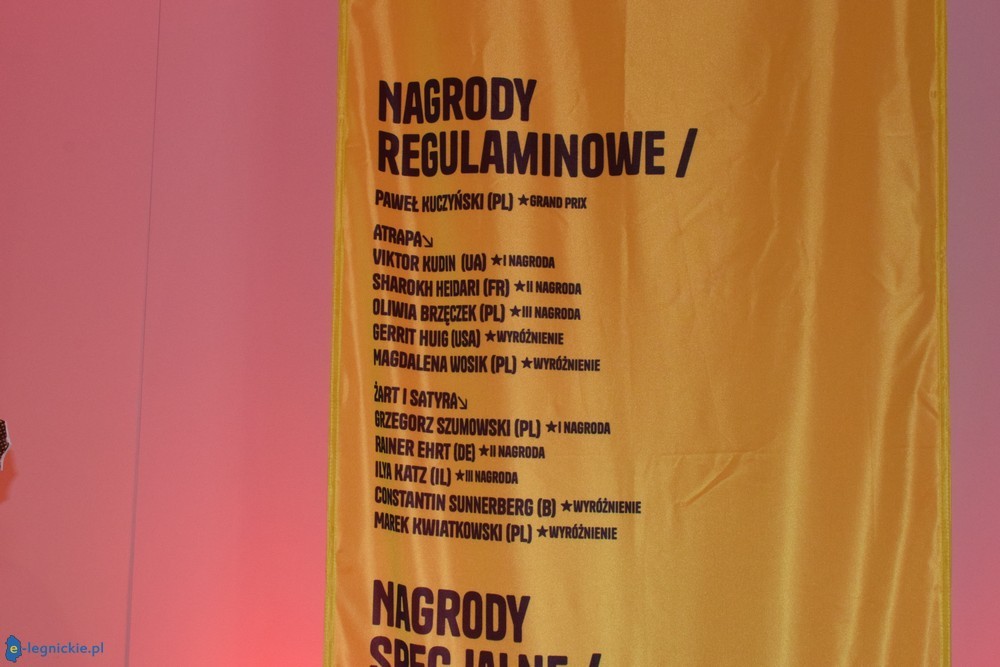 NAGRODY
REGULAMINOWE /
PAWEŁ KUCZYŃSKI (PL) ★GRAND PRIX
ATRAPA↘
VIKTOR KUDIN (UA) ★I NAGRODA
SHAROKH HEIDARI (FR) ★II NAGRODA
OLIWIA BRZĘCZEK (PL) ★III NAGRODA
GERRIT HUIG (USA) ★WYRÓŻNIENIE
MAGDALENA WOSIK (PL) ★WYRÓŻNIENIE
ŻART I SATYRA↘
GRZEGORZ SZUMOWSKI (PL) ★I NAGRODA
RAINER EHRT (DE) ★II NAGRODA
ILYA KATZ (IL) ★III NAGRODA
CONSTANTIN SUNNERBERG (B) ★WYRÓŻNIENIE
MAREK KWIATKOWSKI (PL) ★WYRÓŻNIENIE
NAGRODY
SPECJALNE /
e-legnickie.pl